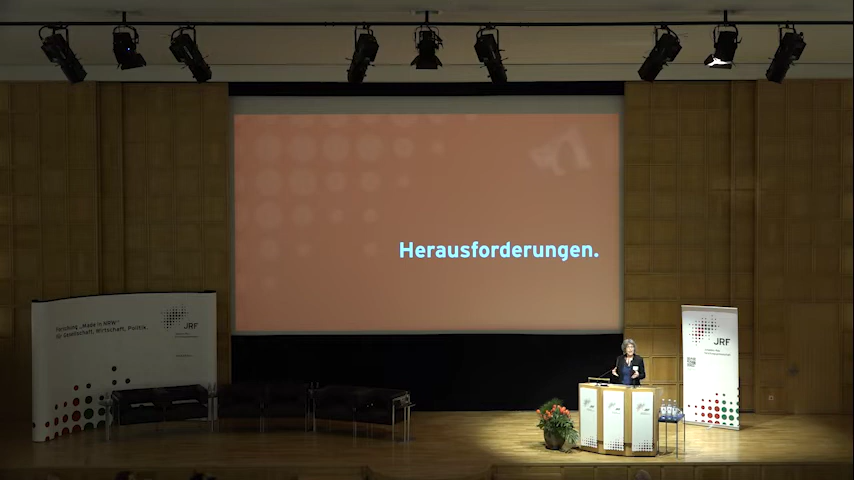 Herausforderungen.
Forschung „Made in NRW“
für Gesellschaft, Wirtschaft, Politik.
JRF
JRF